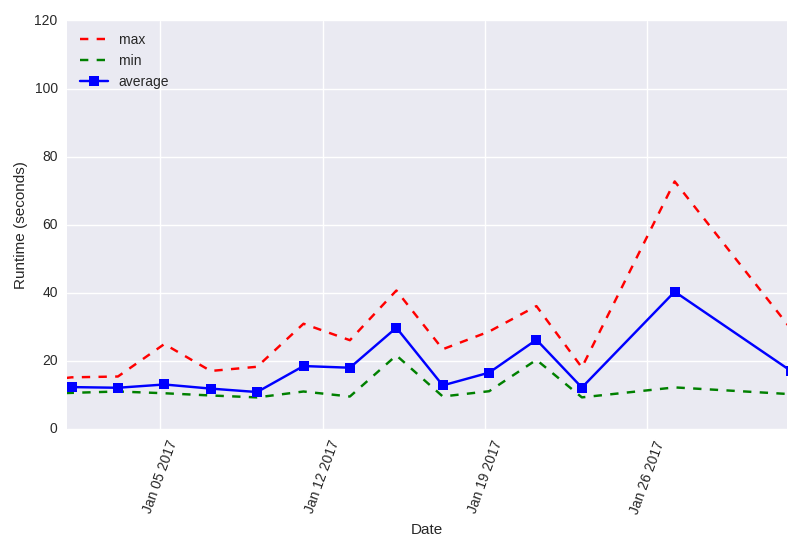 120
100
80
60
40
20
0
Runtime (seconds)
max
min
average
Jan 05 2017
Jan 12 2017
Jan 19 2017
Jan 26 2017
Date